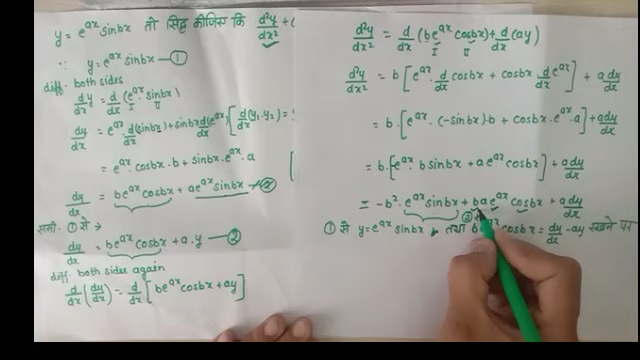 y = e^ax sinbx तो सिद्ध कीजिए कि d²y/dx² + (
∵ y = e^ax sinbx — ①
diff. both sides
dy/dx = d/dx (e^ax · sinbx)
I II
dy/dx = e^ax · d/dx (sinbx) + sinbx d/dx (e^ax) [ d/dx (y₁.y₂) =
= e^ax · cosbx · b + sinbx · e^ax · a
dy/dx = be^ax cosbx + ae^ax sinbx — ②
समी. ① से →
dy/dx = be^ax cosbx + a.y — ②
diff both sides again
d/dx (dy/dx) = d/dx [be^ax cosbx + ay]
d²y/dx² = d/dx (be^ax cosbx) + d/dx (ay)
I II
d²y/dx² = b [e^ax · d/dx cosbx + cosbx d/dx e^ax] + a dy/dx
= b · [e^ax · (-sinbx) · b + cosbx · e^ax · a] + a dy/dx
= b · [-e^ax · b sinbx + a e^ax cosbx] + a dy/dx
= -b² · e^ax sinbx + ba e^ax cosbx + a dy/dx
② से
① से y = e^ax sinbx, तथा b e^ax cosbx = dy/dx - ay रखने पर